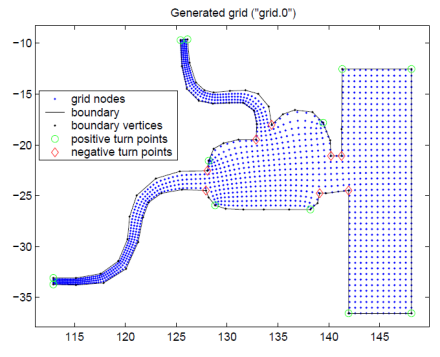 Generated grid ("grid.0")
−10
−15
−20
−25
−30
−35
grid nodes
boundary
boundary vertices
positive turn points
negative turn points
115 120 125 130 135 140 145